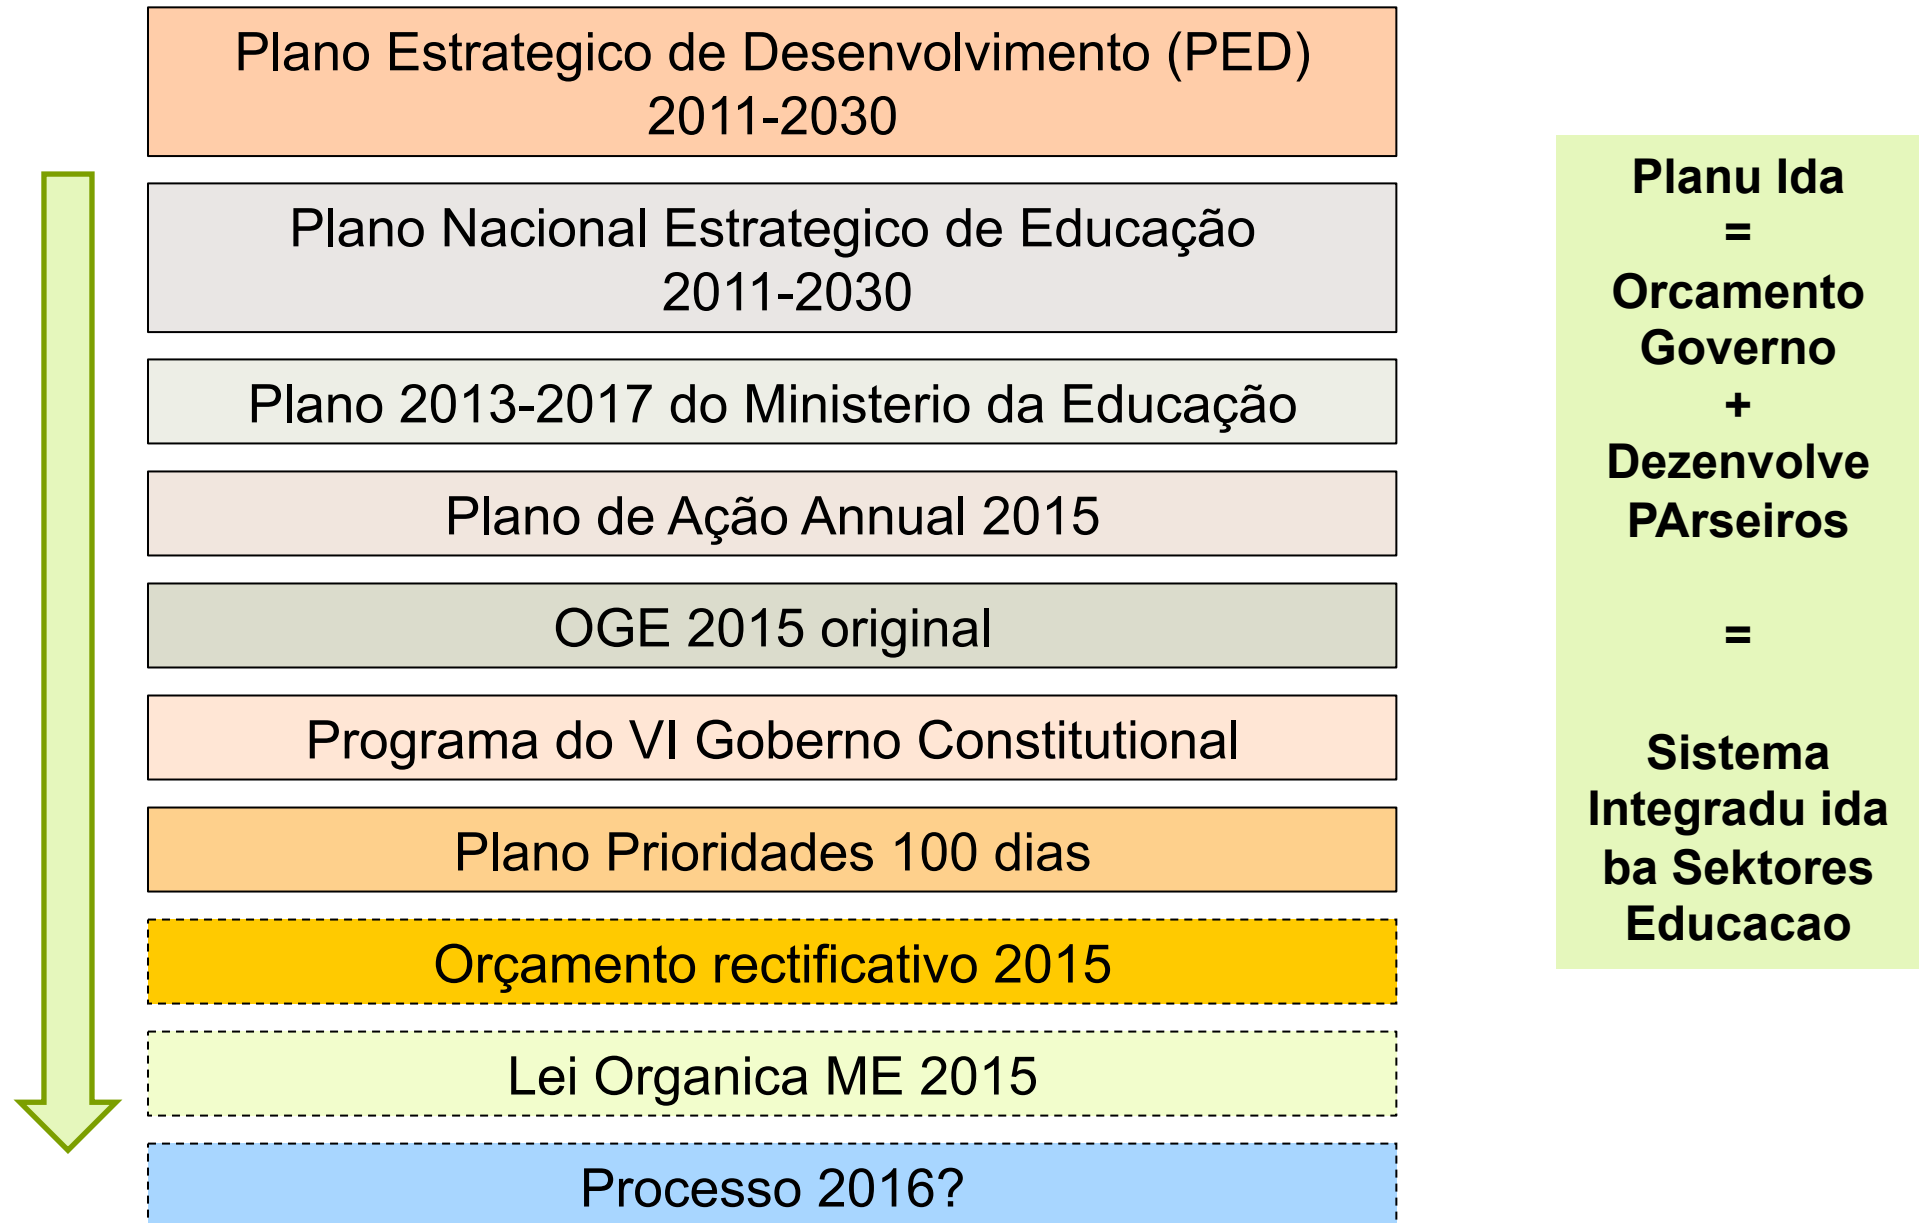 Plano Estrategico de Desenvolvimento (PED)
2011-2030
Plano Nacional Estrategico de Educação
2011-2030
Plano 2013-2017 do Ministerio da Educação
Plano de Ação Annual 2015
OGE 2015 original
Programa do VI Goberno Constitutional
Plano Prioridades 100 dias
Orçamento rectificativo 2015
Lei Organica ME 2015
Processo 2016?
Planu Ida
=
Orcamento
Governo
+
Dezenvolve
PArseiros
=
Sistema
Integradu ida
ba Sektores
Educacao